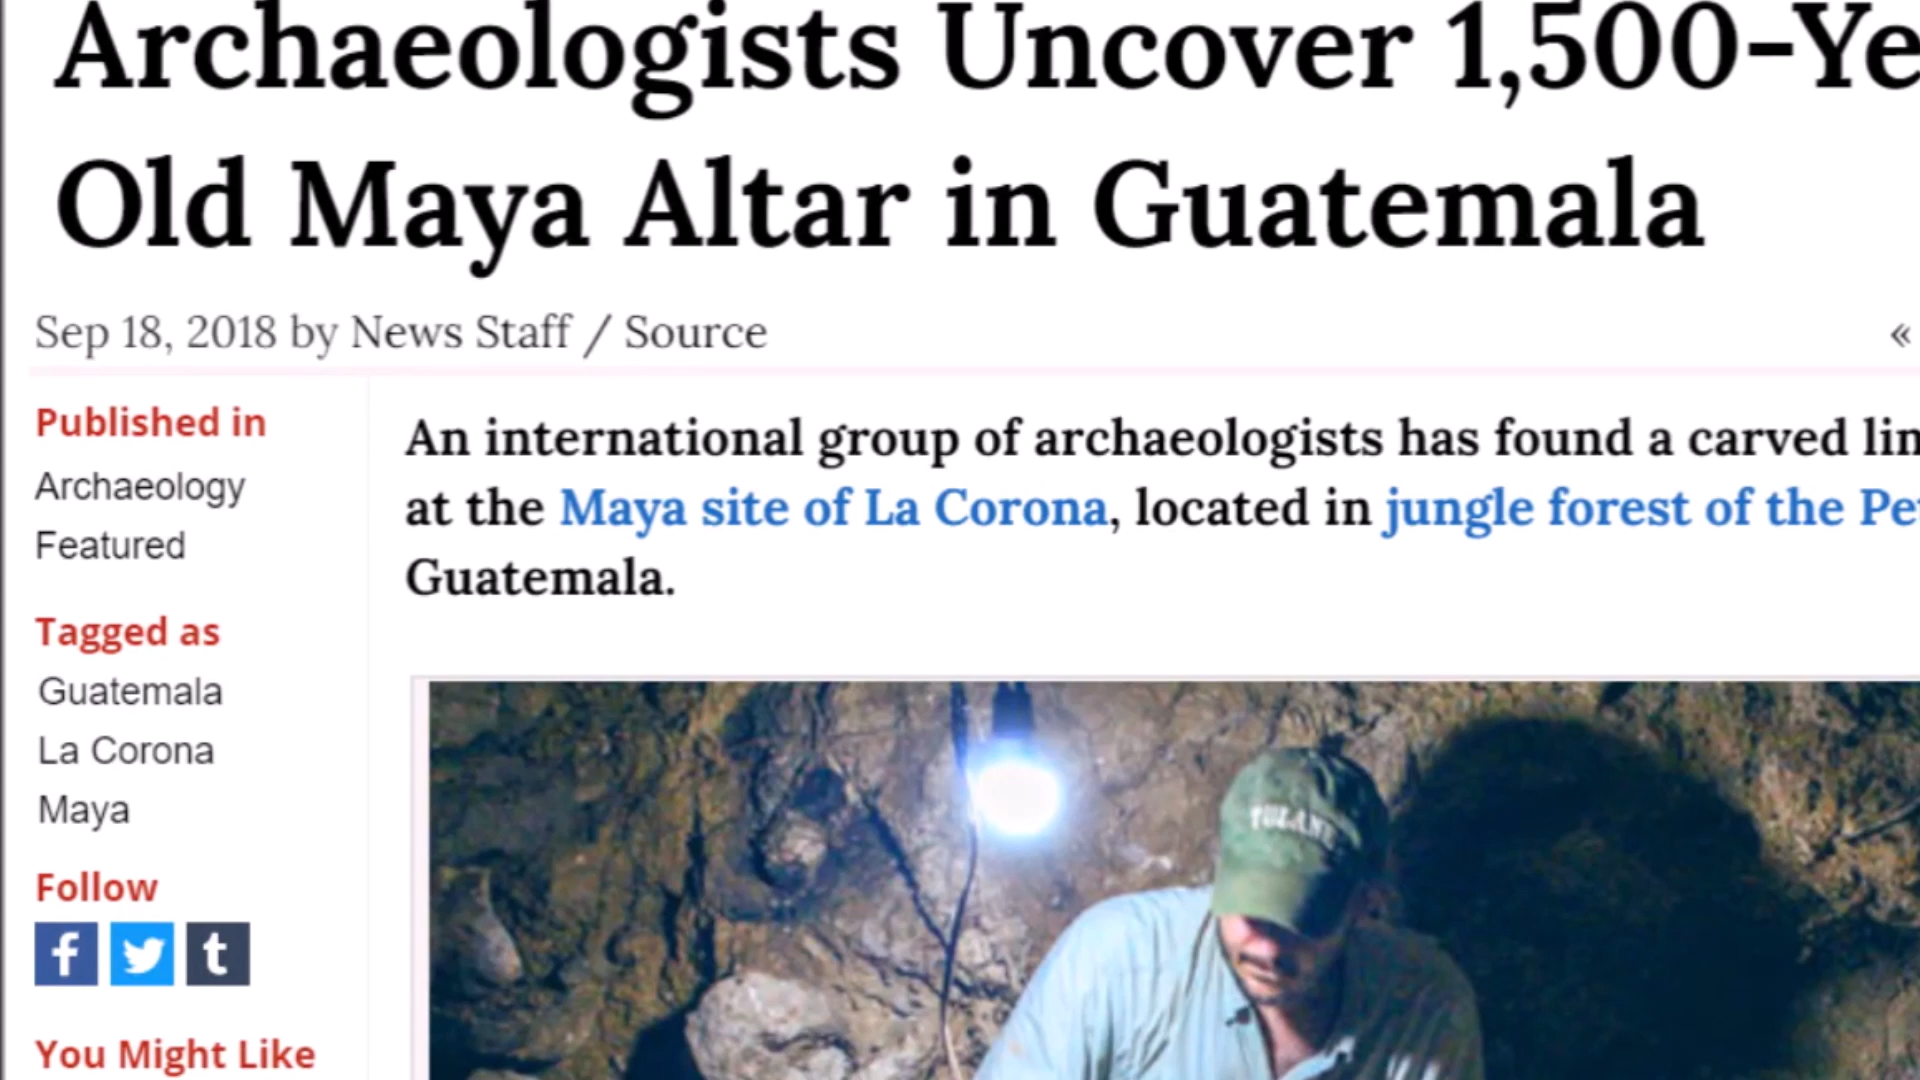 Archaeologists Uncover 1,500-Ye
Old Maya Altar in Guatemala
Sep 18, 2018 by News Staff / Source
«
Published in
Archaeology
Featured
Tagged as
Guatemala
La Corona
Maya
Follow
f t
You Might Like
An international group of archaeologists has found a carved lin
at the Maya site of La Corona, located in jungle forest of the Pe
Guatemala.
TULANE